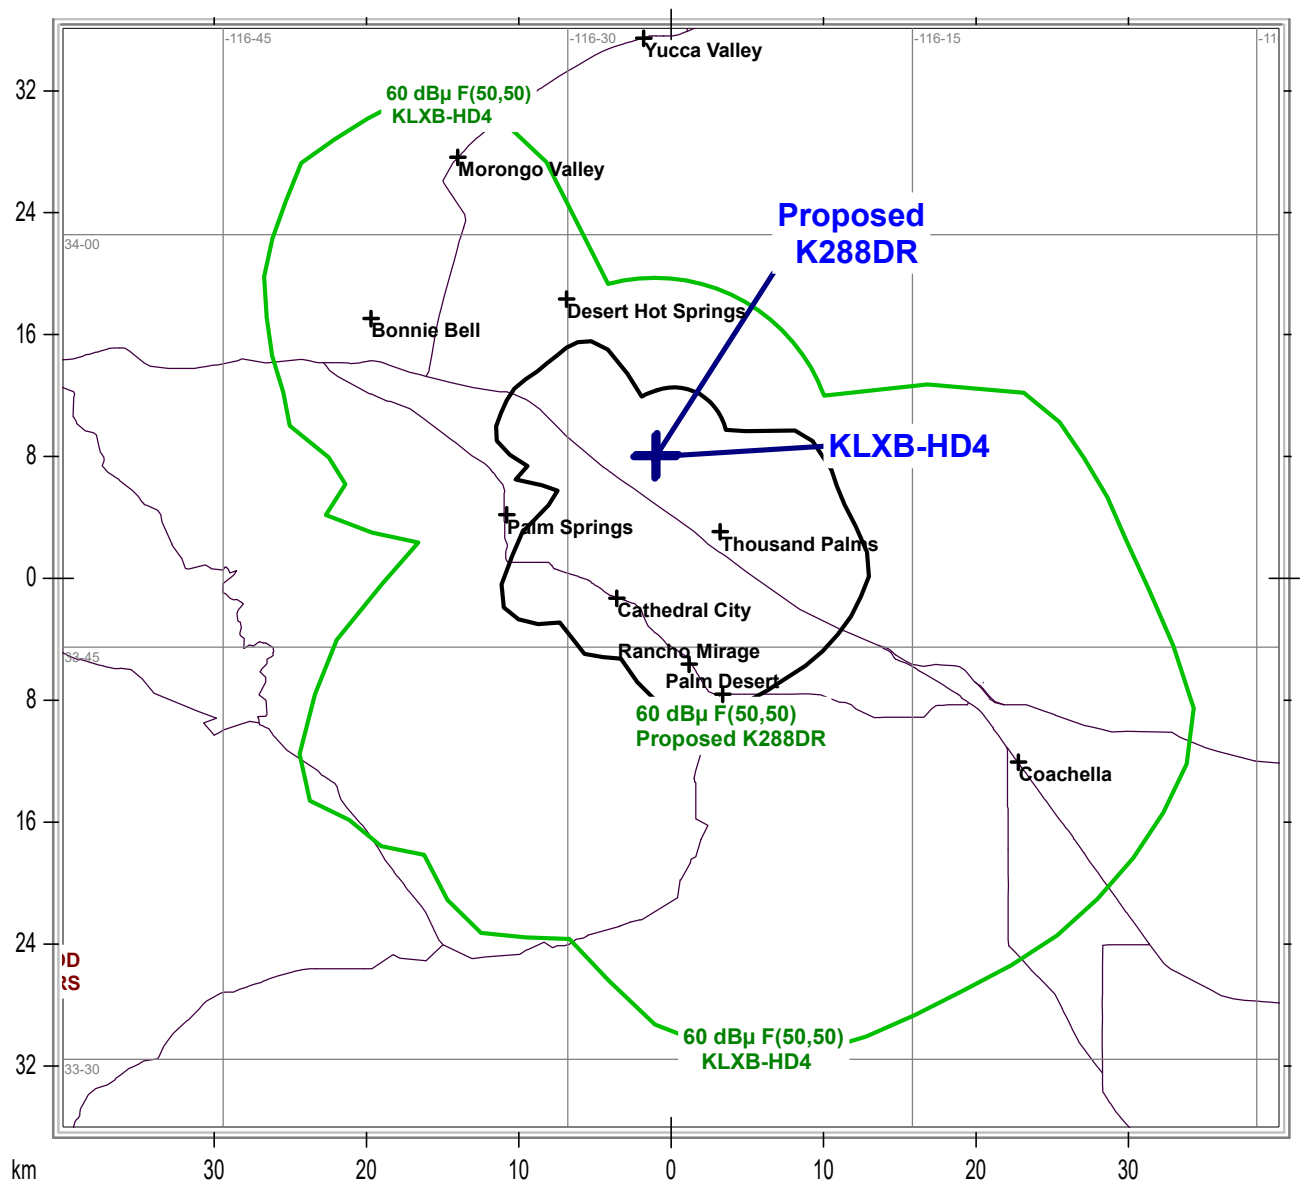 -116-45
-116-30
-116-15
-11
Yucca Valley
32
60 dBµ F(50,50)
KLXB-HD4
Morongo Valley
24
Proposed
K288DR
34-00
Desert Hot Springs
Bonnie Bell
16
8
KLXB-HD4
Palm Springs
Thousand Palms
0
Cathedral City
Rancho Mirage
33-45
Palm Desert
8
60 dBµ F(50,50)
Proposed K288DR
Coachella
16
24
RS
32
60 dBµ F(50,50)
KLXB-HD4
33-30
km
30
20
10
0
10
20
30